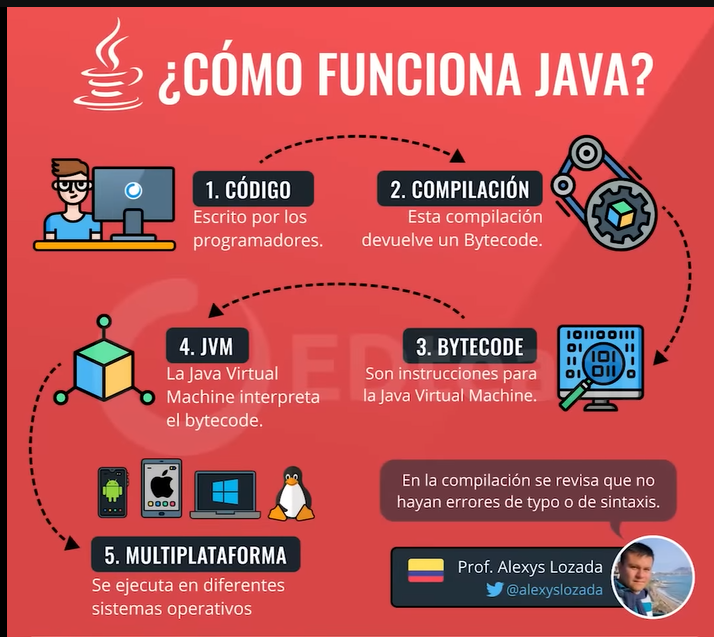 ¿CÓMO FUNCIONA JAVA?
1. CÓDIGO
Escrito por los
programadores.
2. COMPILACIÓN
Esta compilación
devuelve un Bytecode.
3. BYTECODE
Son instrucciones para
la Java Virtual Machine.
4. JVM
La Java Virtual
Machine interpreta
el bytecode.
5. MULTIPLATAFORMA
Se ejecuta en diferentes
sistemas operativos
En la compilación se revisa que no
hayan errores de typo o de sintaxis.
Prof. Alexys Lozada
@alexyslozada